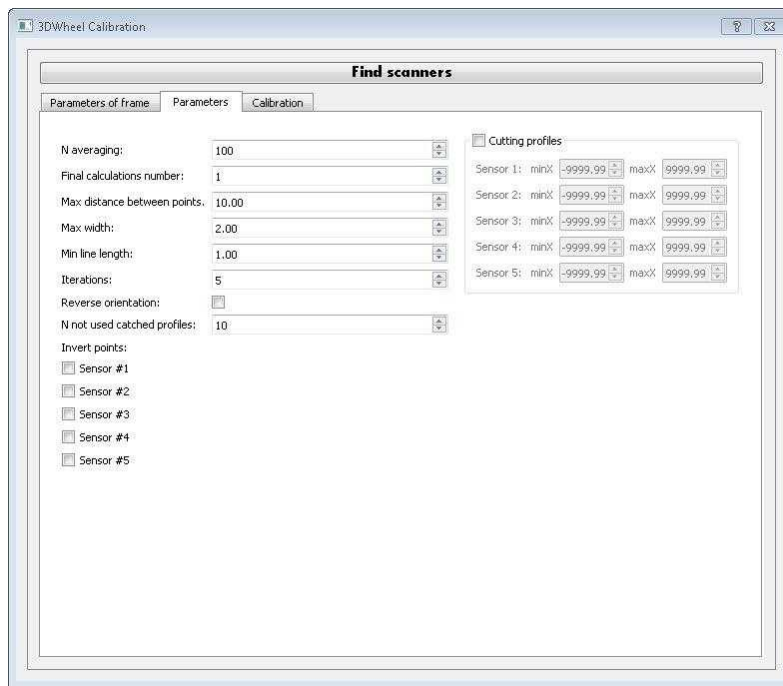 3DWheel Calibration
Find scanners
Parameters of frame Parameters Calibration
N averaging: 100
Final calculations number: 1
Max distance between points. 10.00
Max width: 2.00
Min line length: 1.00
Iterations: 5
Reverse orientation:
N not used catched profiles: 10
Invert points:
Sensor #1
Sensor #2
Sensor #3
Sensor #4
Sensor #5
Cutting profiles
Sensor 1: minX -9999.99 maxX 9999.99
Sensor 2: minX -9999.99 maxX 9999.99
Sensor 3: minX -9999.99 maxX 9999.99
Sensor 4: minX -9999.99 maxX 9999.99
Sensor 5: minX -9999.99 maxX 9999.99